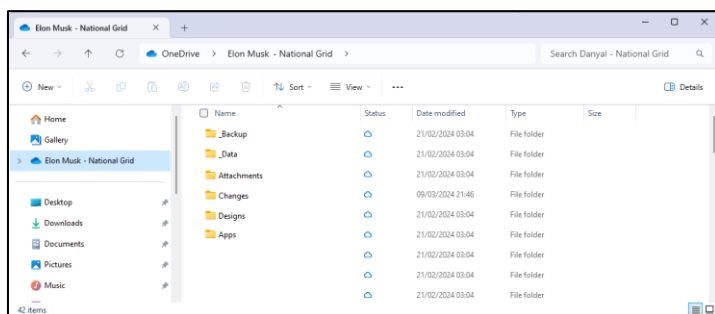 Elon Musk - National Grid
OneDrive > Elon Musk - National Grid >
Search Danyal - National Grid
New
Sort
View
Details
Name Status Date modified Type Size
Home
Gallery
Elon Musk - National Grid
Desktop
Downloads
Documents
Pictures
Music
_Backup 21/02/2024 03:04 File folder
_Data 21/02/2024 03:04 File folder
Attachments 21/02/2024 03:04 File folder
Changes 09/03/2024 21:46 File folder
Designs 21/02/2024 03:04 File folder
Apps 21/02/2024 03:04 File folder
21/02/2024 03:04 File folder
21/02/2024 03:04 File folder
21/02/2024 03:04 File folder
42 items